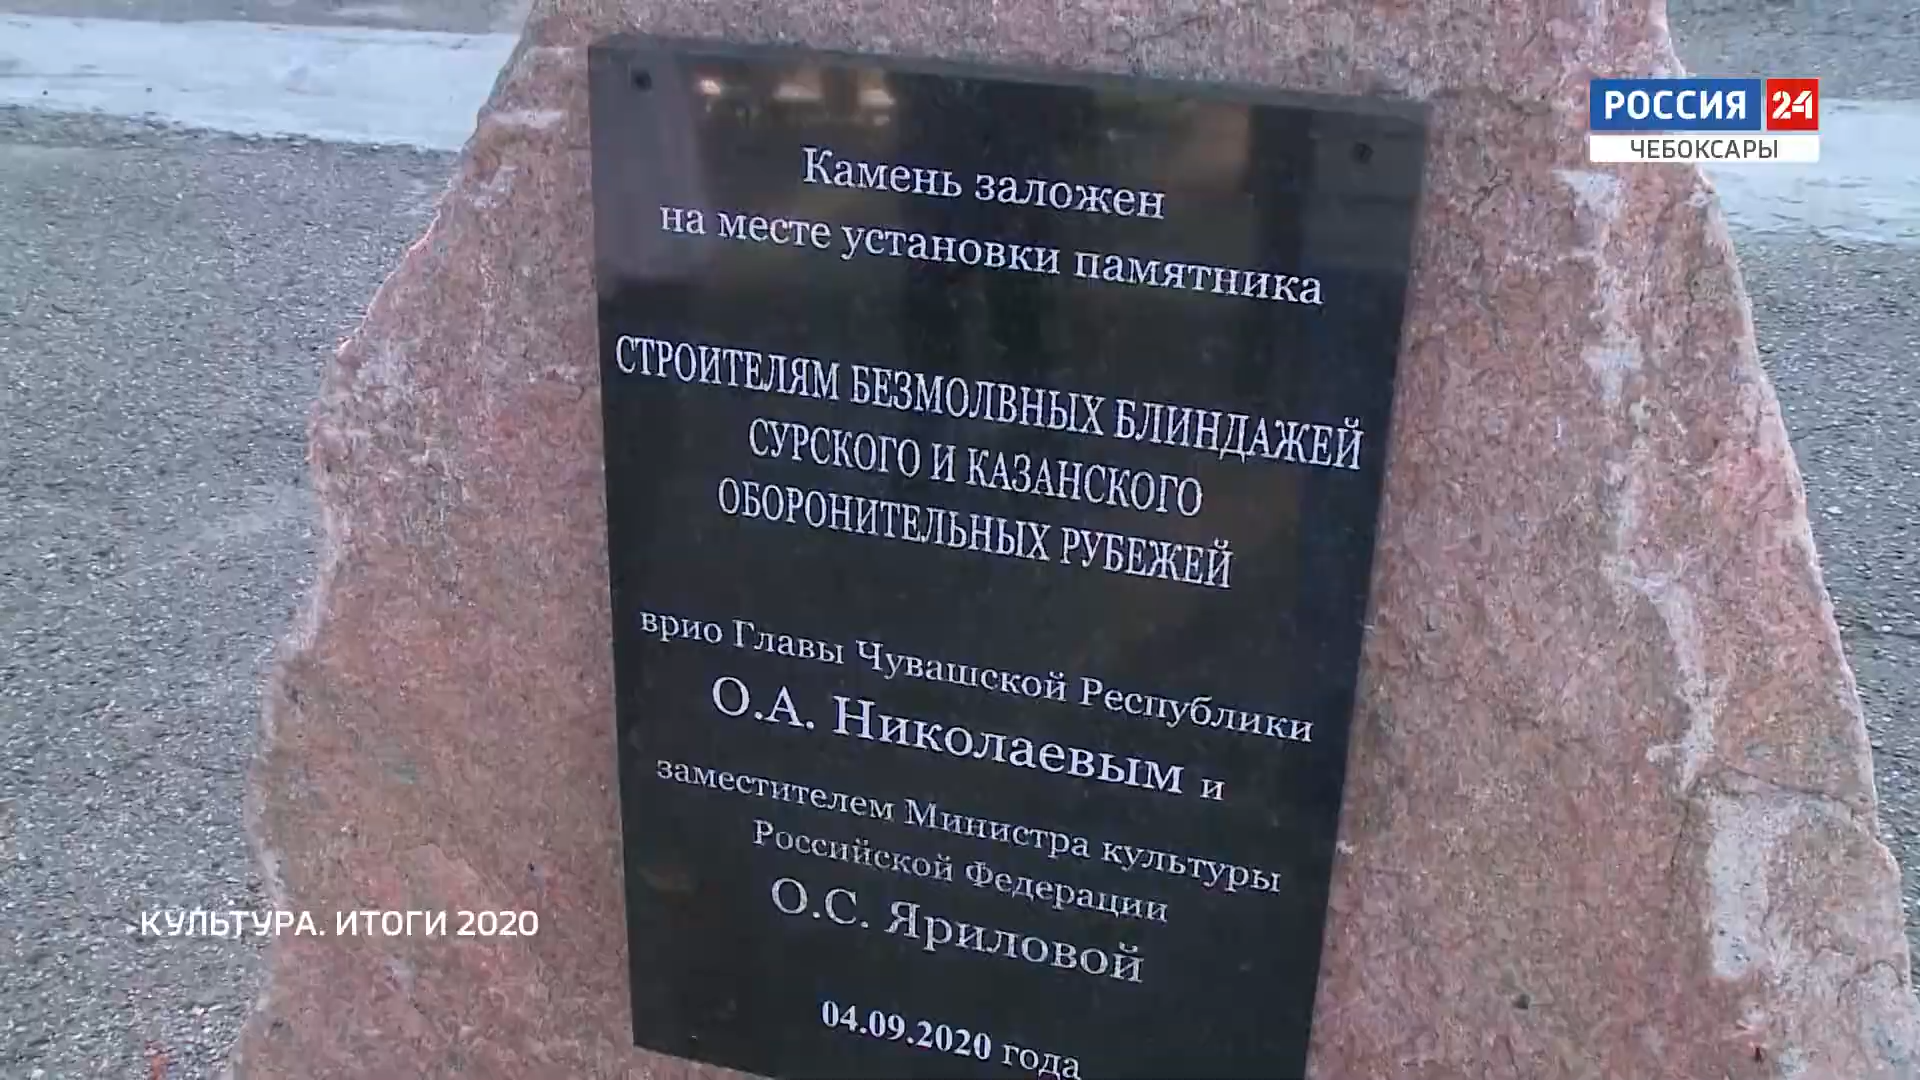 РОССИЯ 24
ЧЕБОКСАРЫ
Камень заложен
на месте установки памятника
СТРОИТЕЛЯМ БЕЗМОЛВНЫХ БЛИНДАЖЕЙ
СУРСКОГО И КАЗАНСКОГО
ОБОРОНИТЕЛЬНЫХ РУБЕЖЕЙ
врио Главы Чувашской Республики
О.А. Николаевым и
заместителем Министра культуры
Российской Федерации
О.С. Яриловой
04.09.2020 года
КУЛЬТУРА. ИТОГИ 2020